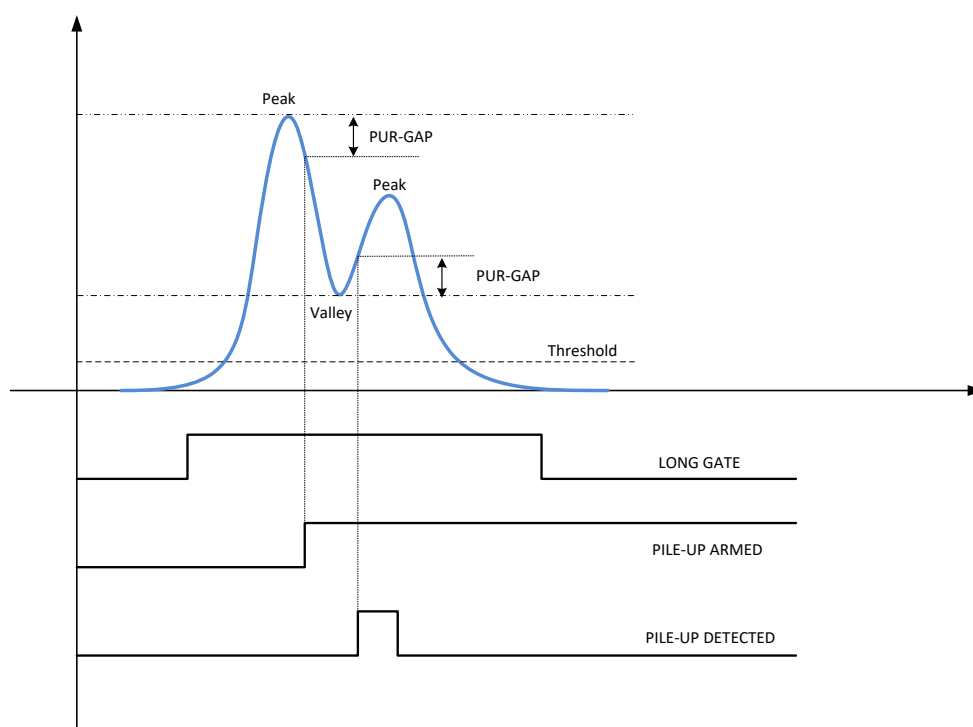 Peak
PUR-GAP
Peak
PUR-GAP
Valley
Threshold
LONG GATE
PILE-UP ARMED
PILE-UP DETECTED